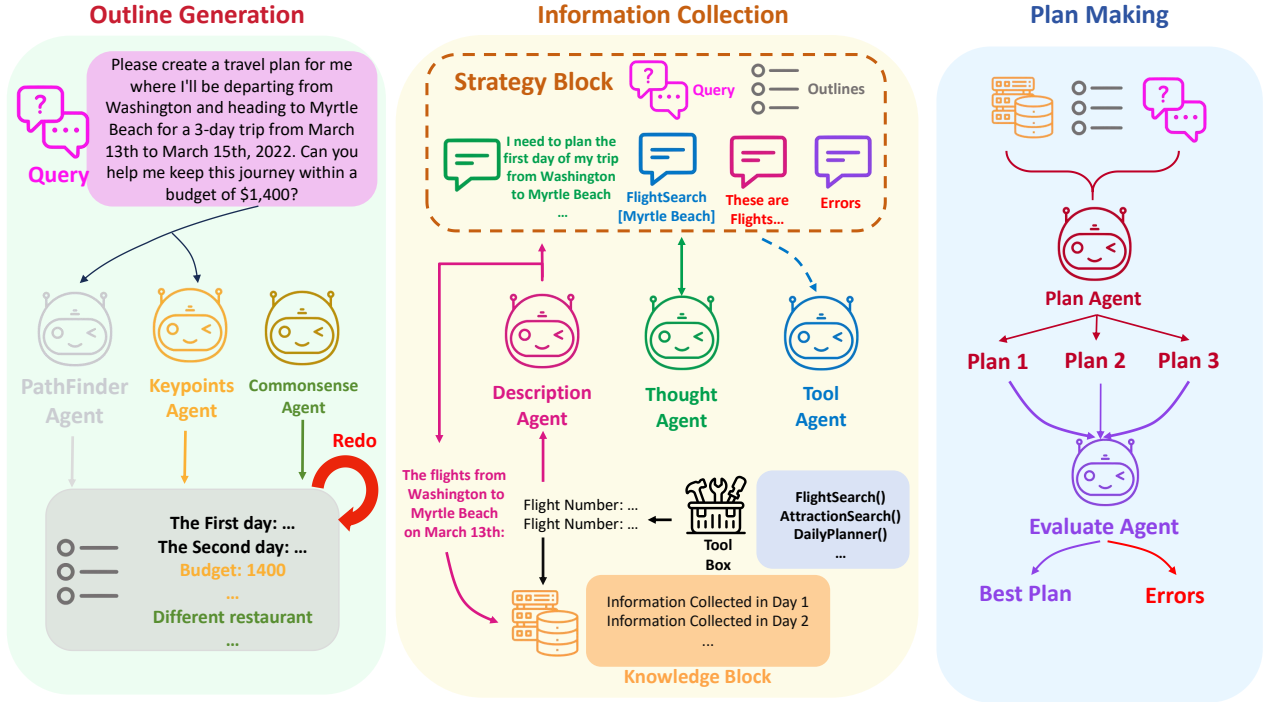 Outline Generation
Please create a travel plan for me
where I'll be departing from
Washington and heading to Myrtle
Beach for a 3-day trip from March
13th to March 15th, 2022. Can you
help me keep this journey within a
budget of $1,400?
?
...
Query
PathFinder
Agent
Keypoints
Agent
Commonsense
Agent
Redo
The First day: ...
The Second day: ...
Budget: 1400
...
Different restaurant
...
Information Collection
Strategy Block
?
...
Query
Outlines
I need to plan the
first day of my trip
from Washington
to Myrtle Beach
...
FlightSearch
[Myrtle Beach]
These are
Flights...
Errors
Description
Agent
Thought
Agent
Tool
Agent
The flights from
Washington to
Myrtle Beach
on March 13th:
Flight Number: ...
Flight Number: ...
Tool
Box
FlightSearch()
AttractionSearch()
DailyPlanner()
...
Information Collected in Day 1
Information Collected in Day 2
...
Knowledge Block
Plan Making
?
...
Plan Agent
Plan 1
Plan 2
Plan 3
Evaluate Agent
Best Plan
Errors